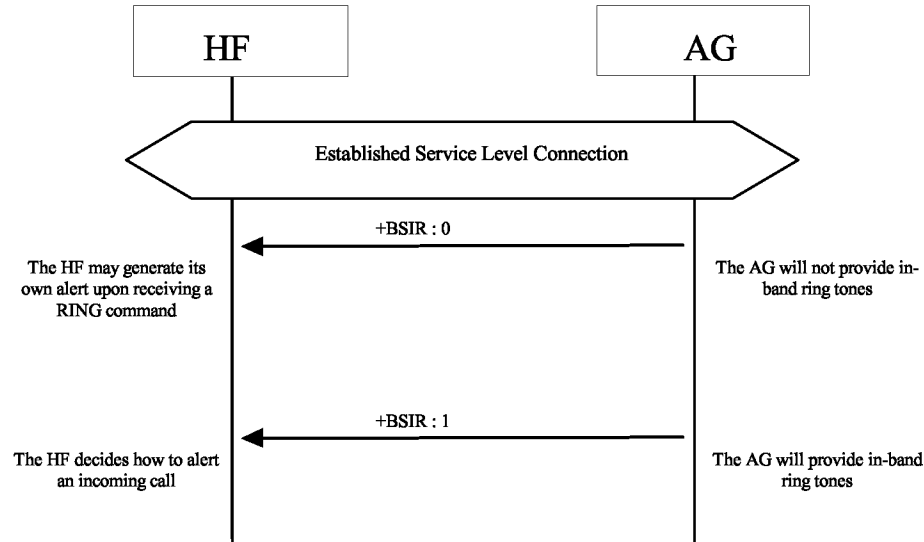 HF
AG
Established Service Level Connection
+BSIR : 0
The HF may generate its
own alert upon receiving a
RING command
The AG will not provide in-
band ring tones
+BSIR : 1
The HF decides how to alert
an incoming call
The AG will provide in-band
ring tones